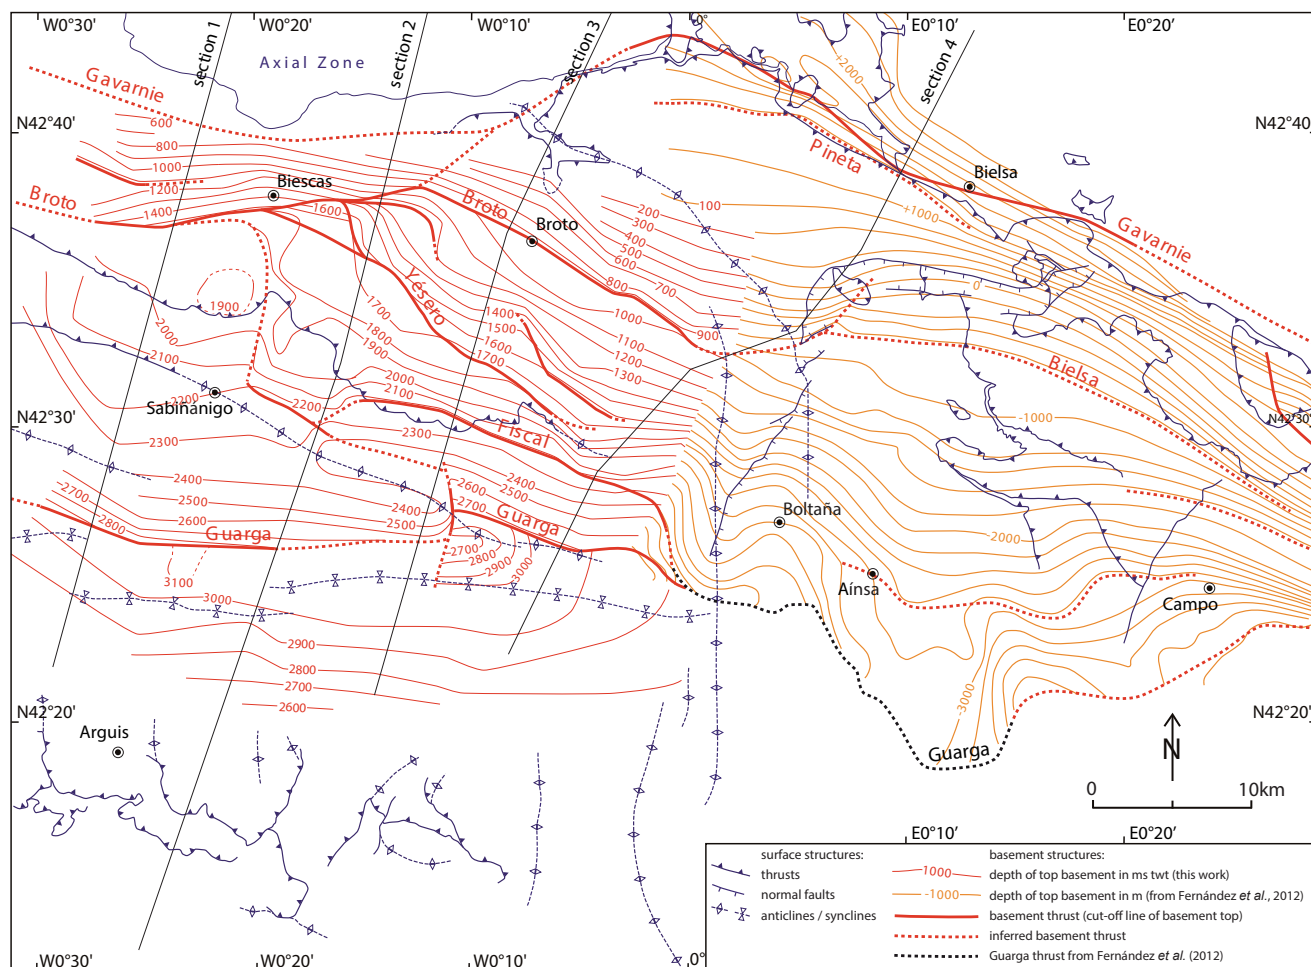 W0°30'
W0°20'
W0°10'
0°
E0°10'
E0°20'
section 1
section 2
section 3
section 4
Axial Zone
Gavarnie
+2000
N42°40'
N42°40'
600
800
1000
1200
1400
Pineta
Bielsa
Biescas
Broto
Broto
Broto
1600
200
300
400
500
600
700
800
900
100
+1000
Gavarnie
0
Yésero
1900
1700
1800
1900
2000
2100
1400
1500
1600
1700
1000
1100
1200
1300
2000
2100
2200
Bielsa
Sabiñánigo
2200
N42°30'
N42°30'
-1000
Fiscal
2300
2300
2400
2500
2600
2700
2800
2400
2500
2400
2500
2600
2700
Guarga
Guarga
Boltaña
-2000
2700
2800
2900
3000
3100
3000
Aínsa
Campo
2900
2800
2700
2600
-3000
N42°20'
N42°20'
Arguis
Guarga
N
0
10km
E0°10'
E0°20'
surface structures:
thrusts
normal faults
anticlines / synclines
basement structures:
1000
depth of top basement in ms twt (this work)
-1000
depth of top basement in m (from Fernández et al., 2012)
basement thrust (cut-off line of basement top)
inferred basement thrust
Guarga thrust from Fernández et al. (2012)
W0°30'
W0°20'
W0°10'
0°